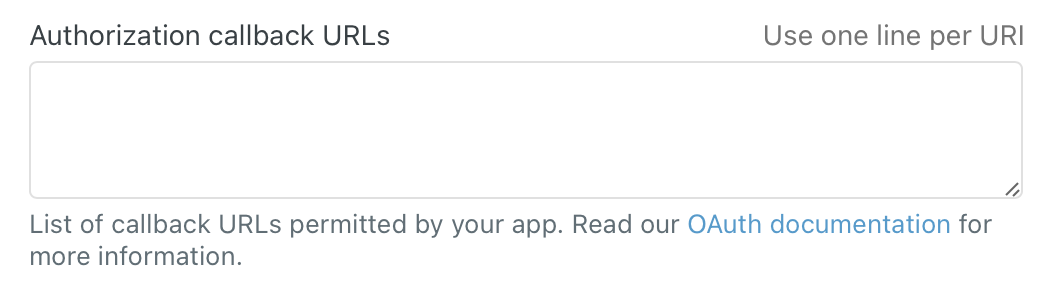 Authorization callback URLs
Use one line per URI
List of callback URLs permitted by your app. Read our OAuth documentation for
more information.